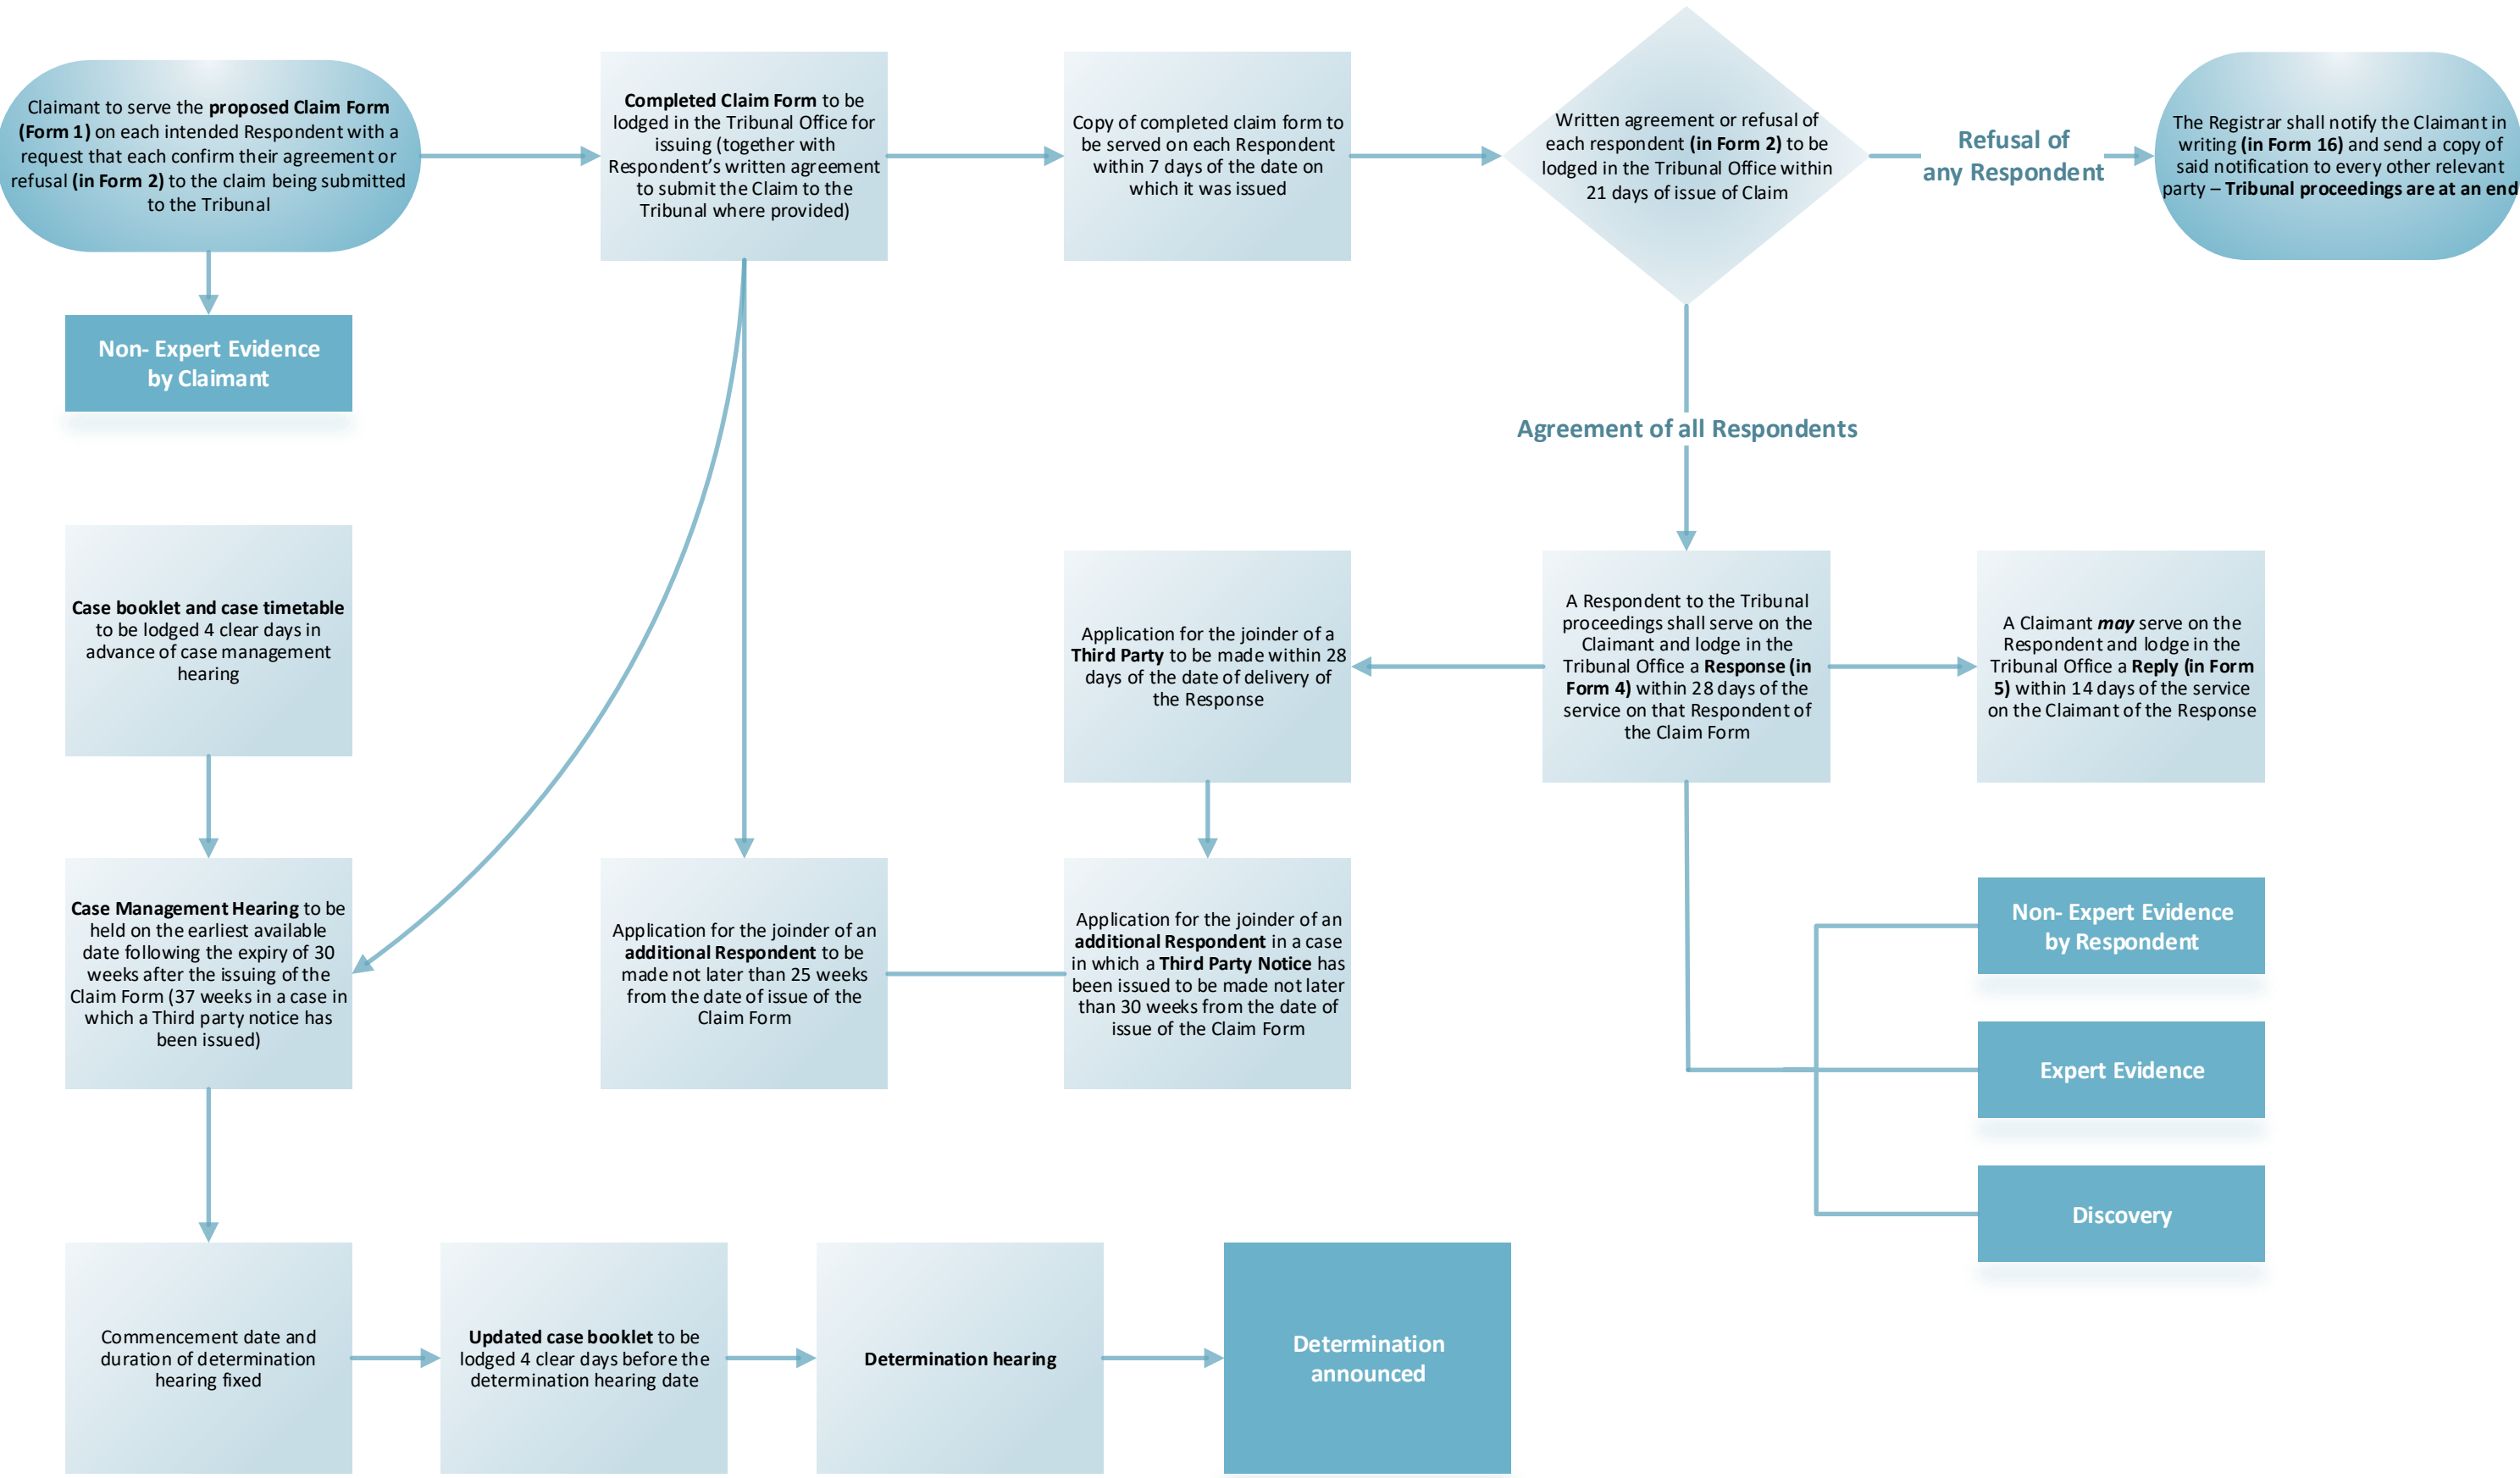 Claimant to serve the proposed Claim Form
(Form 1) on each intended Respondent with a
request that each confirm their agreement or
refusal (in Form 2) to the claim being submitted
to the Tribunal
Completed Claim Form to be
lodged in the Tribunal Office for
issuing (together with
Respondent’s written agreement
to submit the Claim to the
Tribunal where provided)
Copy of completed claim form to
be served on each Respondent
within 7 days of the date on
which it was issued
Written agreement or refusal of
each respondent (in Form 2) to be
lodged in the Tribunal Office within
21 days of issue of Claim
Refusal of
any Respondent
The Registrar shall notify the Claimant in
writing (in Form 16) and send a copy of
said notification to every other relevant
party – Tribunal proceedings are at an end
Non- Expert Evidence
by Claimant
Agreement of all Respondents
Case booklet and case timetable
to be lodged 4 clear days in
advance of case management
hearing
Application for the joinder of a
Third Party to be made within 28
days of the date of delivery of
the Response
A Respondent to the Tribunal
proceedings shall serve on the
Claimant and lodge in the
Tribunal Office a Response (in
Form 4) within 28 days of the
service on that Respondent of
the Claim Form
A Claimant may serve on the
Respondent and lodge in the
Tribunal Office a Reply (in Form
5) within 14 days of the service
on the Claimant of the Response
Case Management Hearing to be
held on the earliest available
date following the expiry of 30
weeks after the issuing of the
Claim Form (37 weeks in a case in
which a Third party notice has
been issued)
Application for the joinder of an
additional Respondent to be
made not later than 25 weeks
from the date of issue of the
Claim Form
Application for the joinder of an
additional Respondent in a case
in which a Third Party Notice has
been issued to be made not later
than 30 weeks from the date of
issue of the Claim Form
Non- Expert Evidence
by Respondent
Expert Evidence
Discovery
Commencement date and
duration of determination
hearing fixed
Updated case booklet to be
lodged 4 clear days before the
determination hearing date
Determination hearing
Determination
announced